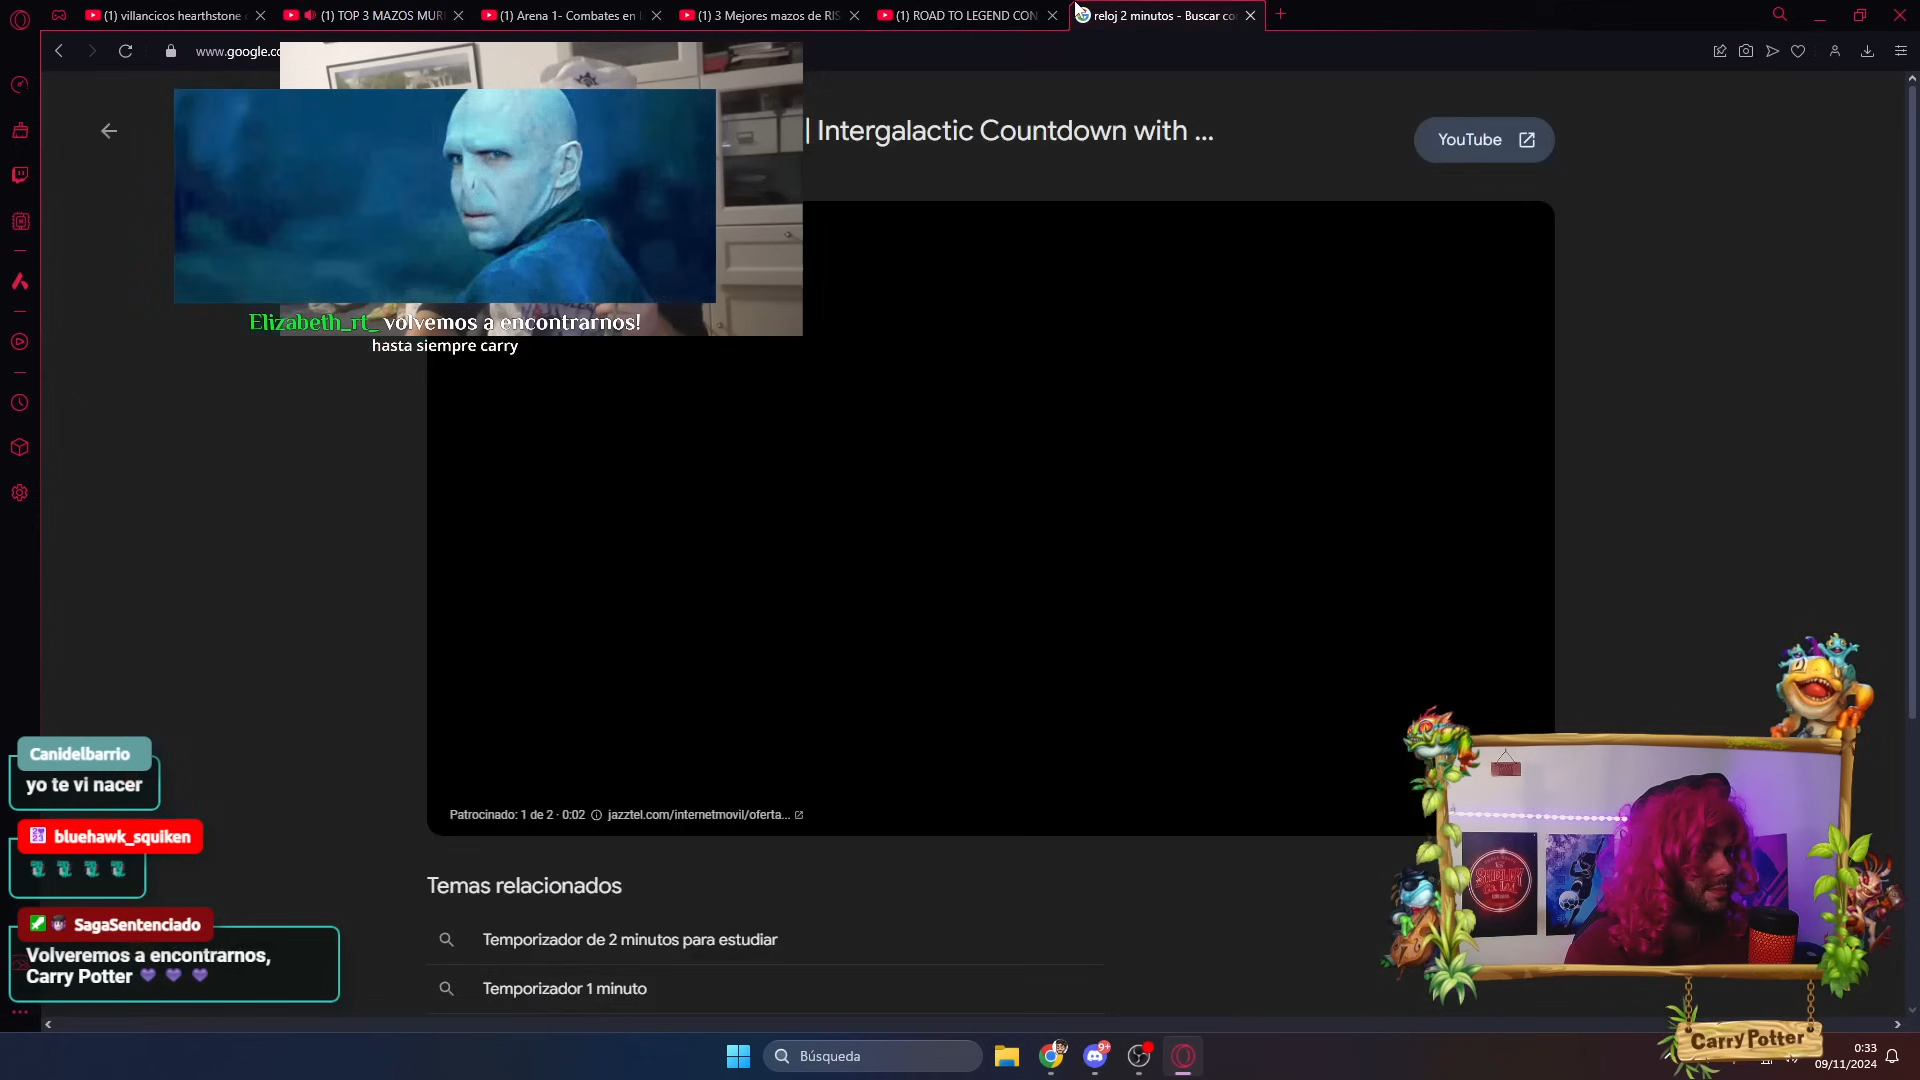 (1) villancicos hearthstone
(1) TOP 3 MAZOS MUR
(1) Arena 1- Combates en
(1) 3 Mejores mazos de RIS
(1) ROAD TO LEGEND CON
reloj 2 minutos - Buscar co
www.google.co
| Intergalactic Countdown with ...
YouTube
Elizabeth_rt_ volvemos a encontrarnos!
hasta siempre carry
Canidelbarrio
yo te vi nacer
bluehawk_squiken
SagaSentenciado
Volveremos a encontrarnos,
Carry Potter
Patrocinado: 1 de 2 · 0:02
jazztel.com/internetmovil/oferta...
Temas relacionados
Temporizador de 2 minutos para estudiar
Temporizador 1 minuto
CarryPotter
Búsqueda
9+
0:33
09/11/2024